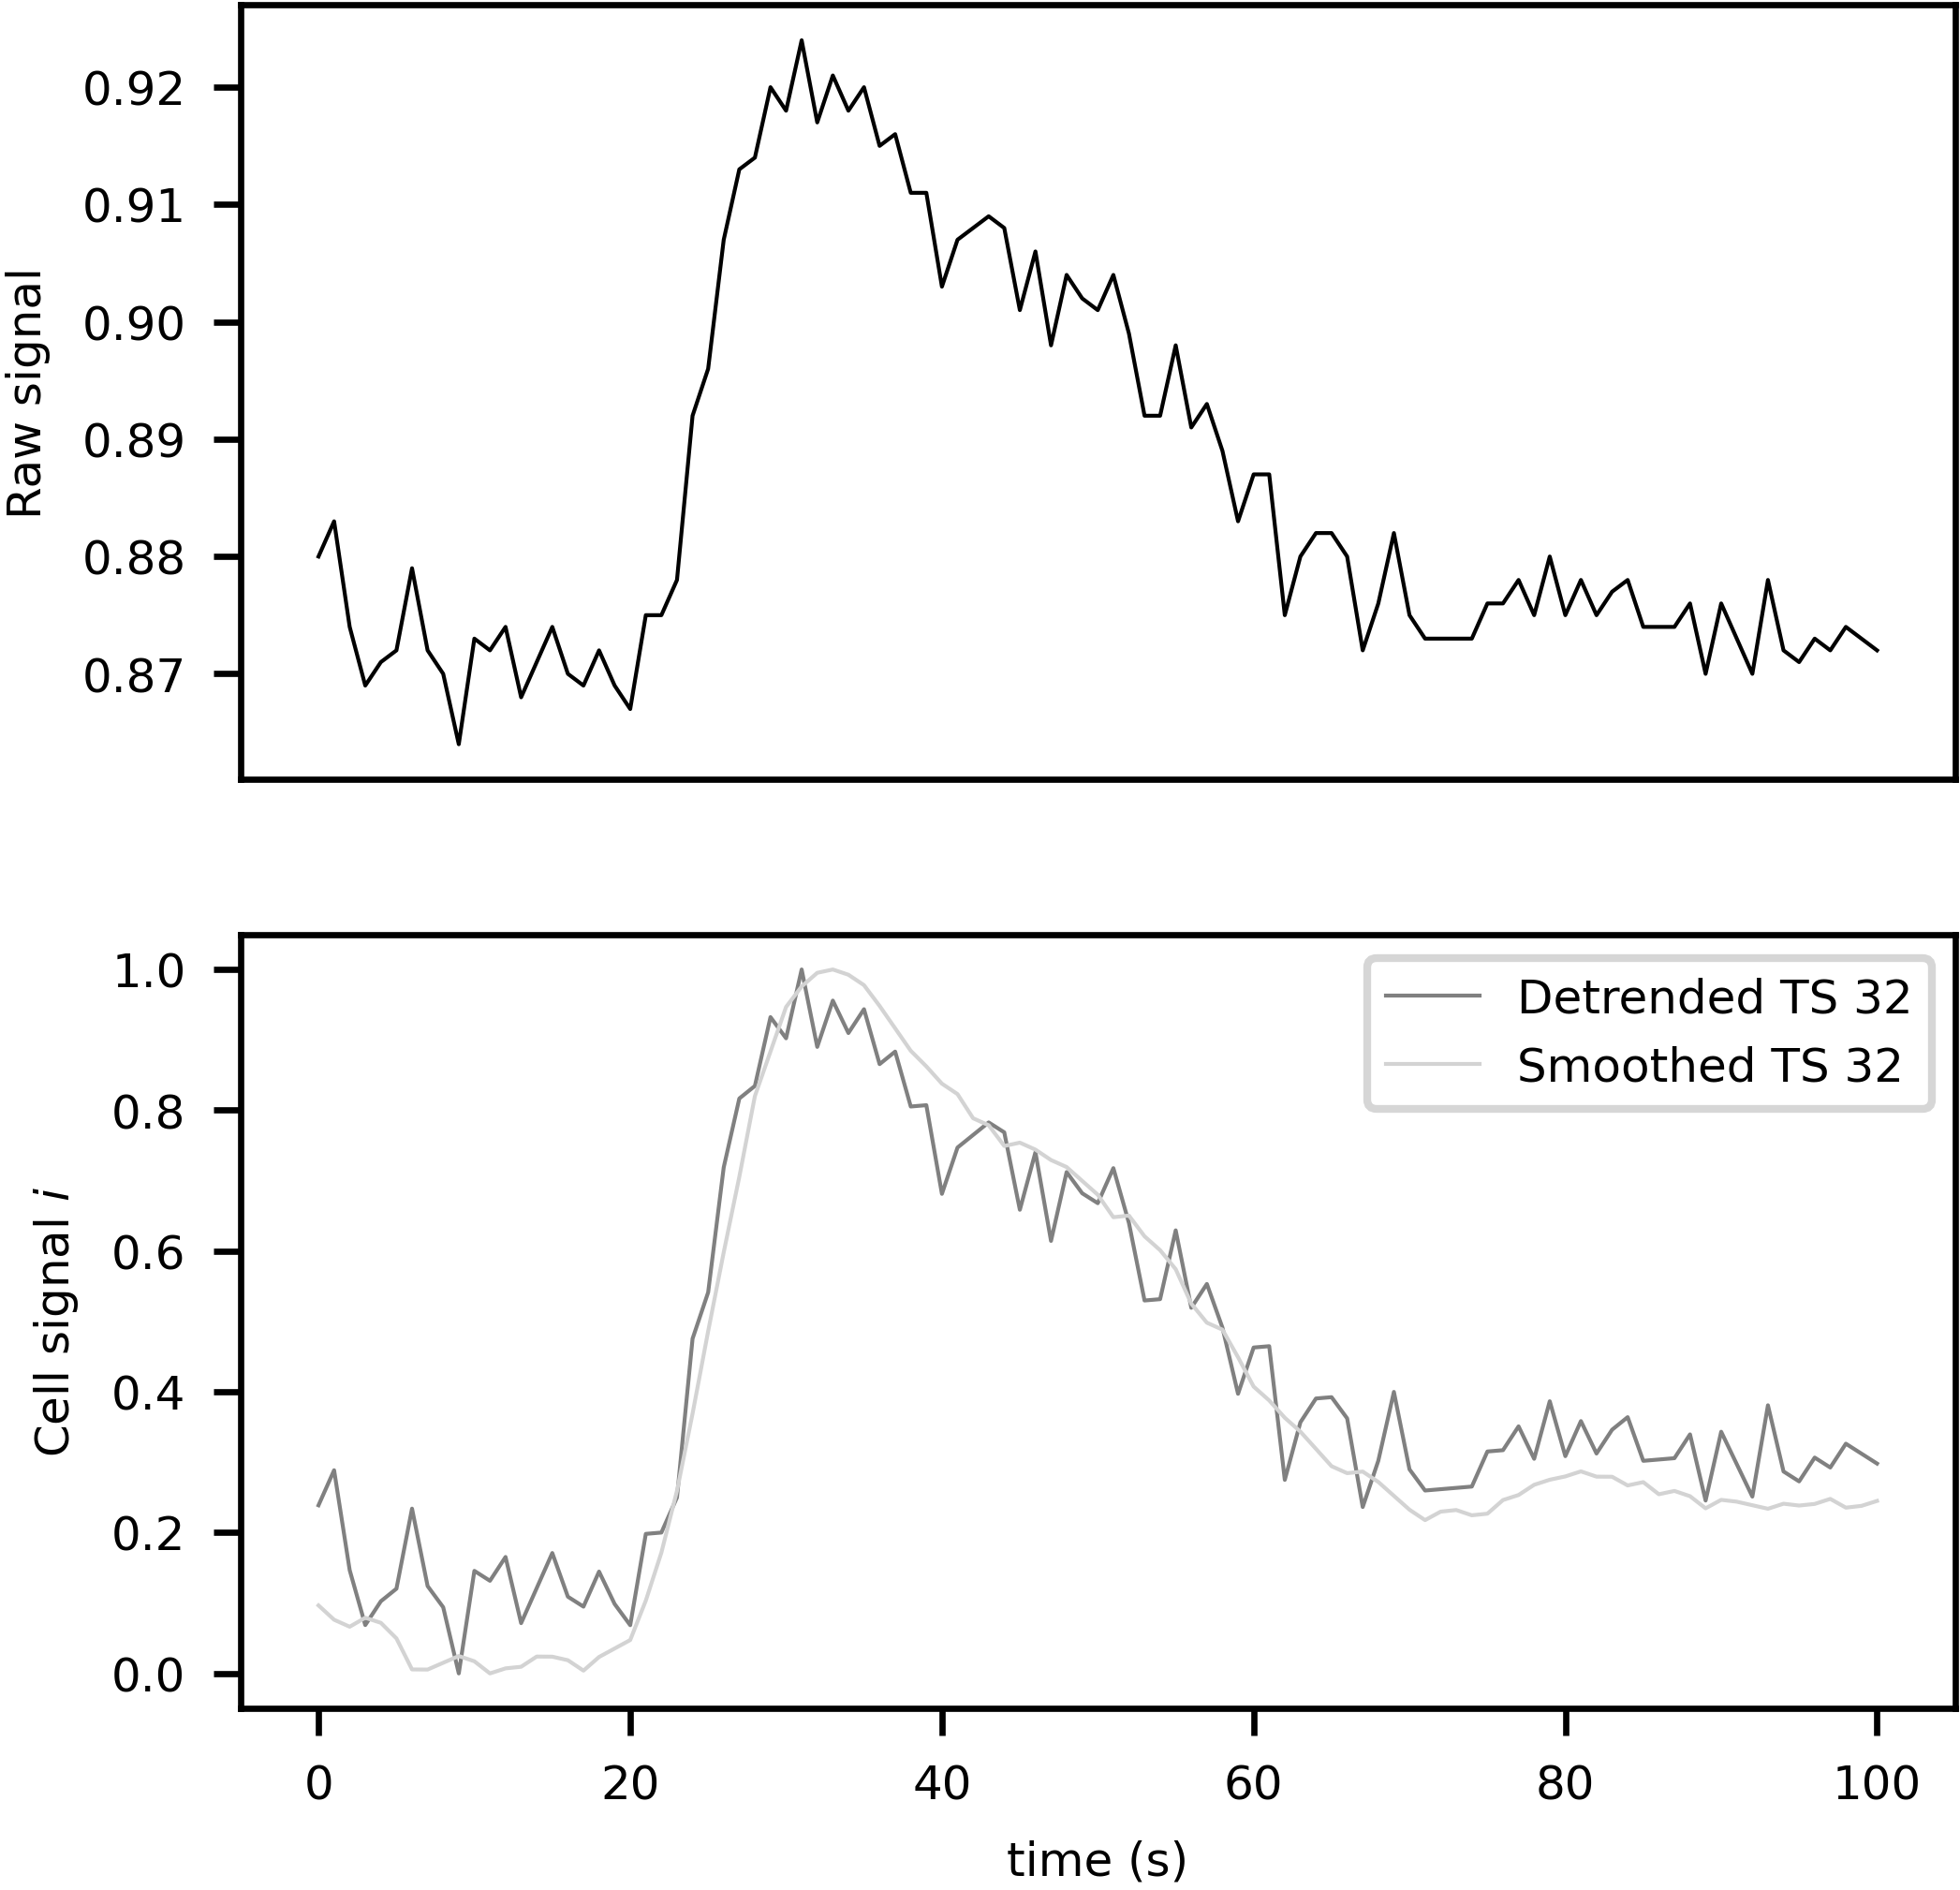 0.92
0.91
0.90
0.89
0.88
0.87
Raw signal
1.0
0.8
0.6
0.4
0.2
0.0
Cell signal i
Detrended TS 32
Smoothed TS 32
0 20 40 60 80 100
time (s)